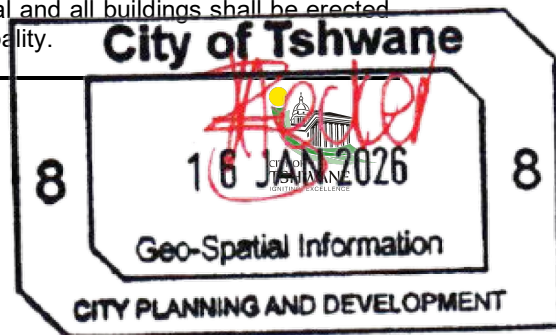 al and all buildings shall be erected
ality.
City of Tshwane
8
16 JAN 2026
8
CITY OF
TSHWANE
IGNITING EXCELLENCE
Geo-Spatial Information
CITY PLANNING AND DEVELOPMENT